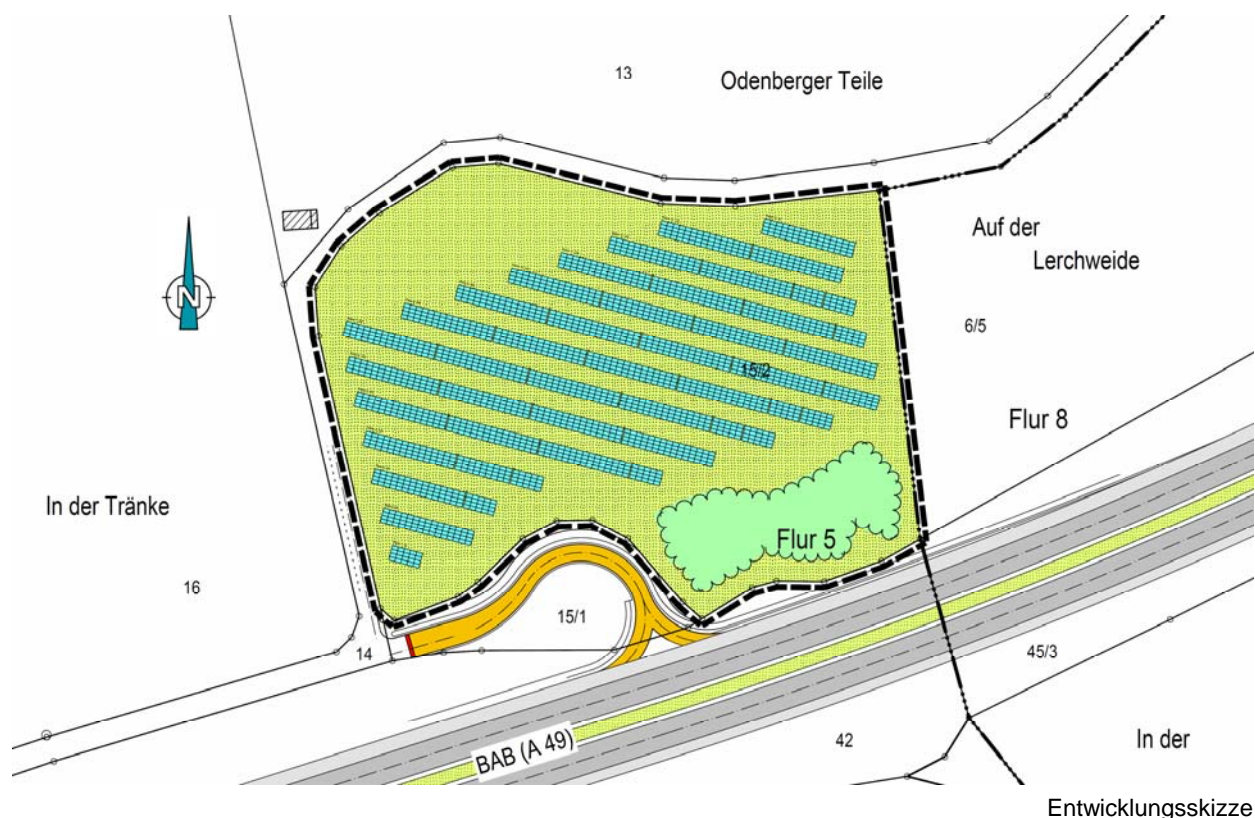 13
Odenberger Teile
Auf der
Lerchweide
N
6/5
15/2
Flur 8
In der Tränke
Flur 5
16
15/1
14
45/3
42
In der
BAB (A 49)
Entwicklungsskizze